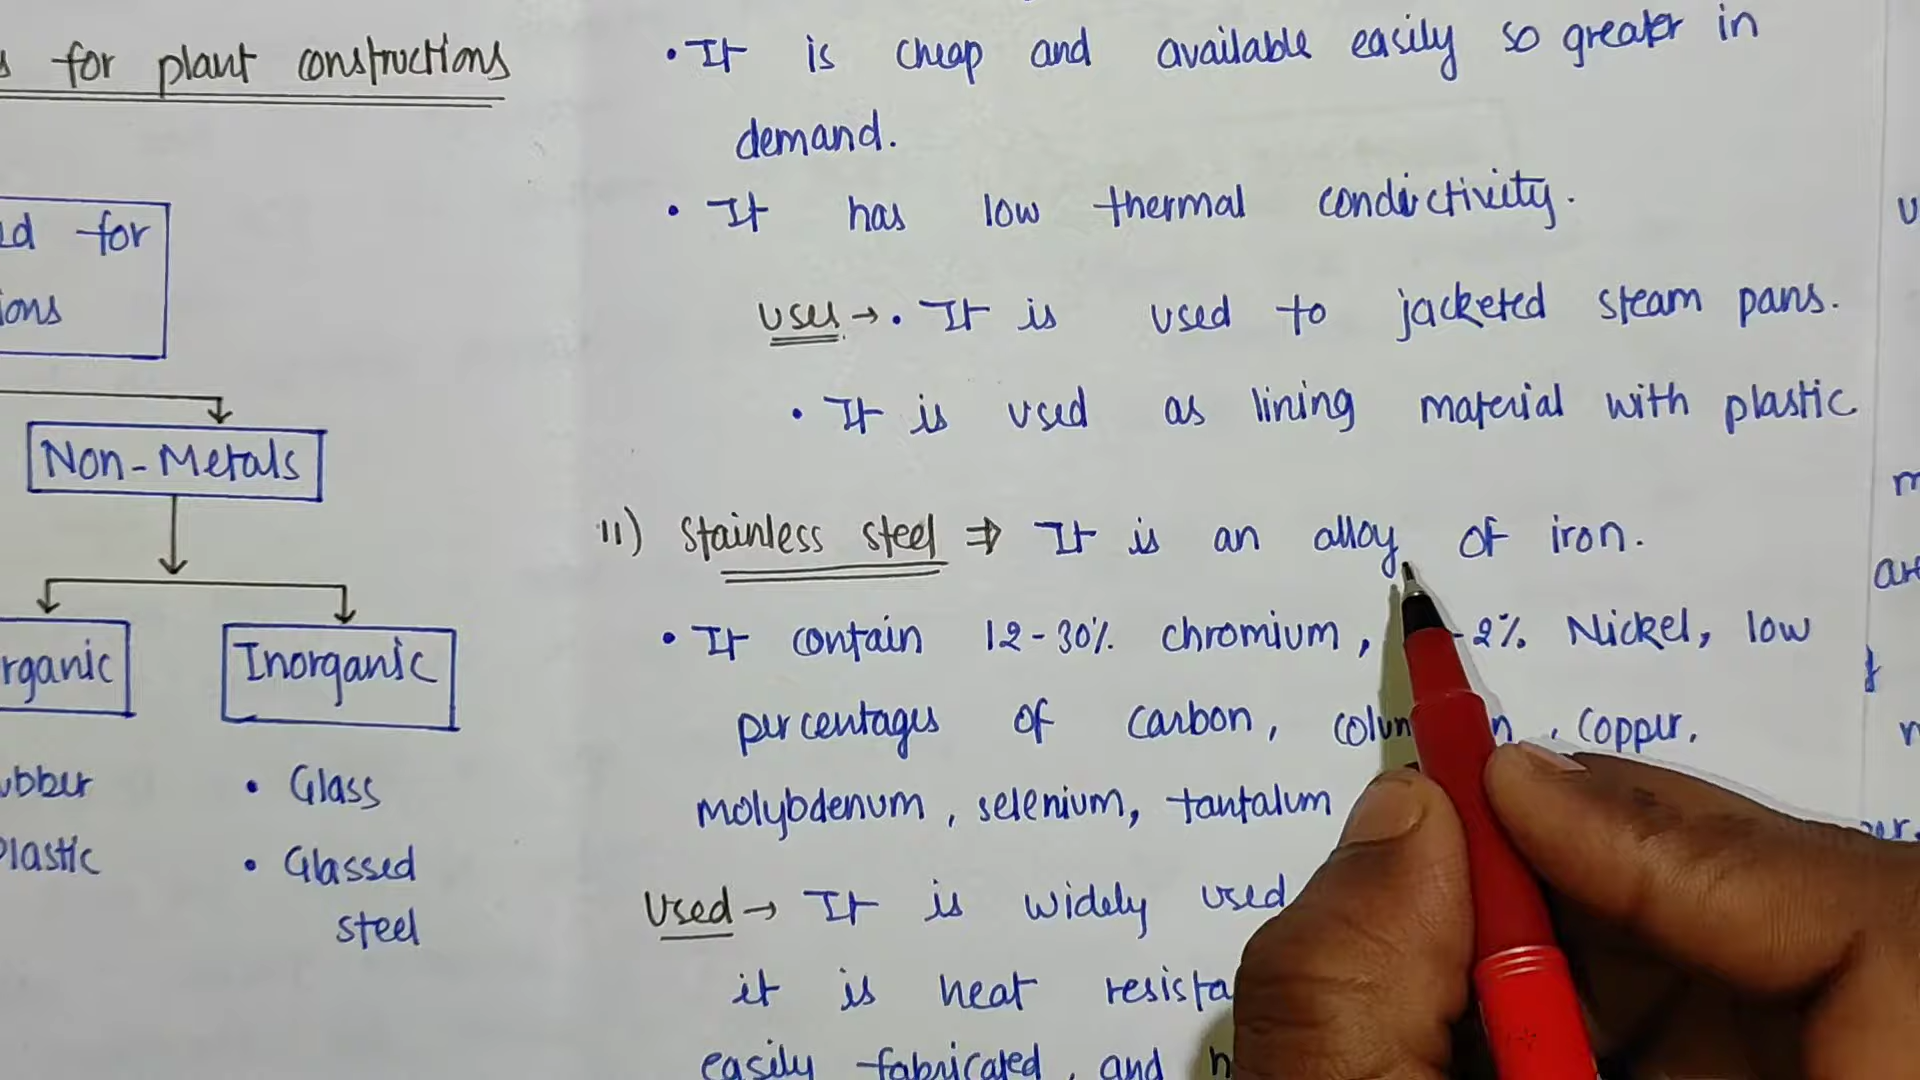 for plant constructions
for
ions
Non-Metals
rganic
Inorganic
ubber
Plastic
• Glass
• Glassed
steel
• It is cheap and available easily so greater in
demand.
• It has low thermal conductivity.
uses → • It is used to jacketed steam pans.
• It is used as lining material with plastic
11) Stainless steel ⇒ It is an alloy of iron.
• It contain 12-30% chromium, -2% Nickel, low
percentages of carbon, , copper,
molybdenum, selenium, tantalum
Used → It is widely used
it is heat resista
easily fabricated, and